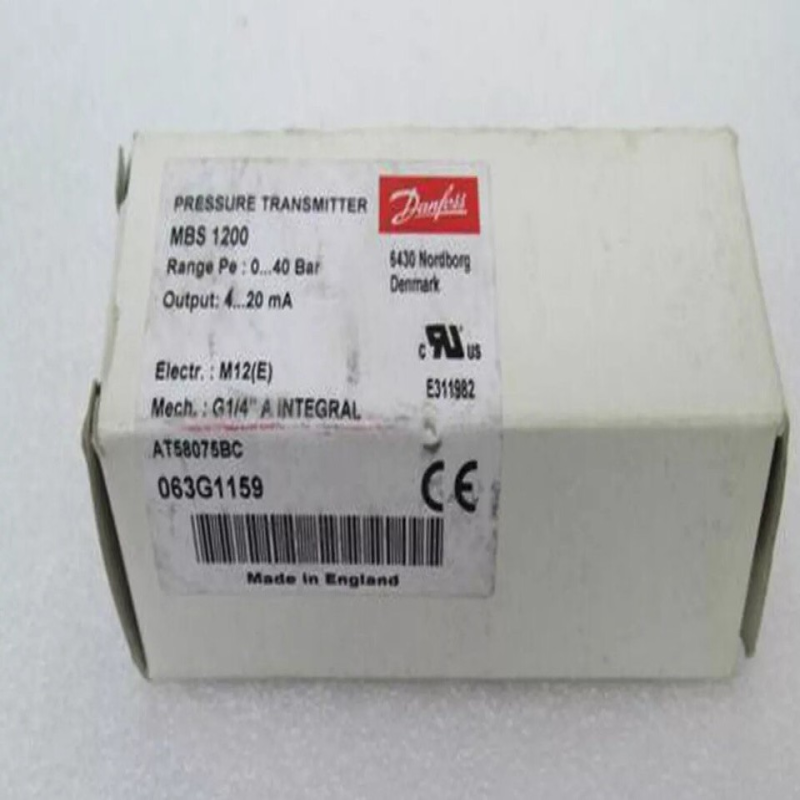 PRESSURE TRANSMITTER
Danfoss
MBS 1200
Range Pe : 0...40 Bar
Output: 4...20 mA
6430 Nordborg
Denmark
c RU US
E311982
Electr. : M12(E)
Mech. : G1/4" A INTEGRAL
AT58075BC
063G1159
CE
Made in England